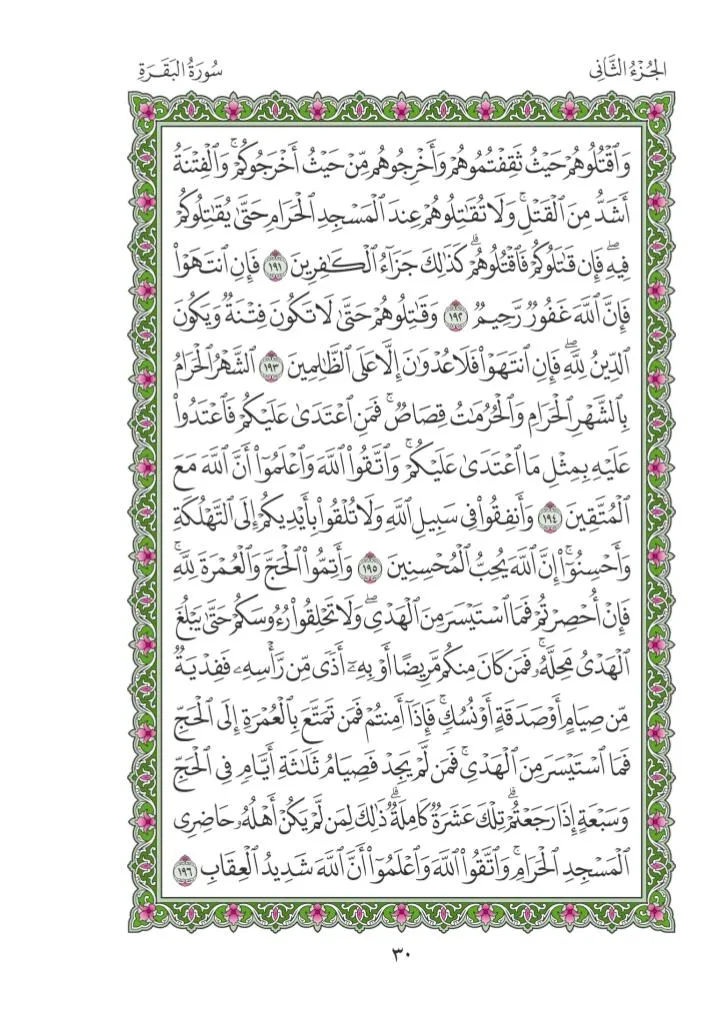 الجُزْءُ الثَّانِي
سُورَةُ البَقَرَةِ
وَٱقۡتُلُوهُمۡ حَيۡثُ ثَقِفۡتُمُوهُمۡ وَأَخۡرِجُوهُم مِّنۡ حَيۡثُ أَخۡرَجُوكُمۡۚ وَٱلۡفِتۡنَةُ
أَشَدُّ مِنَ ٱلۡقَتۡلِۚ وَلَا تُقَٰتِلُوهُمۡ عِندَ ٱلۡمَسۡجِدِ ٱلۡحَرَامِ حَتَّىٰ يُقَٰتِلُوكُمۡ
فِيهِۖ فَإِن قَٰتَلُوكُمۡ فَٱقۡتُلُوهُمۡۗ كَذَٰلِكَ جَزَآءُ ٱلۡكَٰفِرِينَ ١٩١ فَإِنِ ٱنتَهَوۡاْ
فَإِنَّ ٱللَّهَ غَفُورٞ رَّحِيمٞ ١٩٢ وَقَٰتِلُوهُمۡ حَتَّىٰ لَا تَكُونَ فِتۡنَةٞ وَيَكُونَ
ٱلدِّينُ لِلَّهِۖ فَإِنِ ٱنتَهَوۡاْ فَلَا عُدۡوَٰنَ إِلَّا عَلَى ٱلظَّٰلِمِينَ ١٩٣ ٱلشَّهۡرُ ٱلۡحَرَامُ
بِٱلشَّهۡرِ ٱلۡحَرَامِ وَٱلۡحُرُمَٰتُ قِصَاصٞۚ فَمَنِ ٱعۡتَدَىٰ عَلَيۡكُمۡ فَٱعۡتَدُواْ
عَلَيۡهِ بِمِثۡلِ مَا ٱعۡتَدَىٰ عَلَيۡكُمۡۚ وَٱتَّقُواْ ٱللَّهَ وَٱعۡلَمُوٓاْ أَنَّ ٱللَّهَ مَعَ
ٱلۡمُتَّقِينَ ١٩٤ وَأَنفِقُواْ فِي سَبِيلِ ٱللَّهِ وَلَا تُلۡقُواْ بِأَيۡدِيكُمۡ إِلَى ٱلتَّهۡلُكَةِ
وَأَحۡسِنُوٓاْۚ إِنَّ ٱللَّهَ يُحِبُّ ٱلۡمُحۡسِنِينَ ١٩٥ وَأَتِمُّواْ ٱلۡحَجَّ وَٱلۡعُمۡرَةَ لِلَّهِۚ
فَإِنۡ أُحۡصِرۡتُمۡ فَمَا ٱسۡتَيۡسَرَ مِنَ ٱلۡهَدۡيِۖ وَلَا تَحۡلِقُواْ رُءُوسَكُمۡ حَتَّىٰ يَبۡلُغَ
ٱلۡهَدۡيُ مَحِلَّهُۥۚ فَمَن كَانَ مِنكُم مَّرِيضًا أَوۡ بِهِۦٓ أَذٗى مِّن رَّأۡسِهِۦ فَفِدۡيَةٞ
مِّن صِيَامٍ أَوۡ صَدَقَةٍ أَوۡ نُسُكٖۚ فَإِذَآ أَمِنتُمۡ فَمَن تَمَتَّعَ بِٱلۡعُمۡرَةِ إِلَى ٱلۡحَجِّ
فَمَا ٱسۡتَيۡسَرَ مِنَ ٱلۡهَدۡيِۚ فَمَن لَّمۡ يَجِدۡ فَصِيَامُ ثَلَٰثَةِ أَيَّامٖ فِي ٱلۡحَجِّ
وَسَبۡعَةٍ إِذَا رَجَعۡتُمۡۗ تِلۡكَ عَشَرَةٞ كَامِلَةٞۗ ذَٰلِكَ لِمَن لَّمۡ يَكُنۡ أَهۡلُهُۥ حَاضِرِي
ٱلۡمَسۡجِدِ ٱلۡحَرَامِۚ وَٱتَّقُواْ ٱللَّهَ وَٱعۡلَمُوٓاْ أَنَّ ٱللَّهَ شَدِيدُ ٱلۡعِقَابِ ١٩٦
٣٠